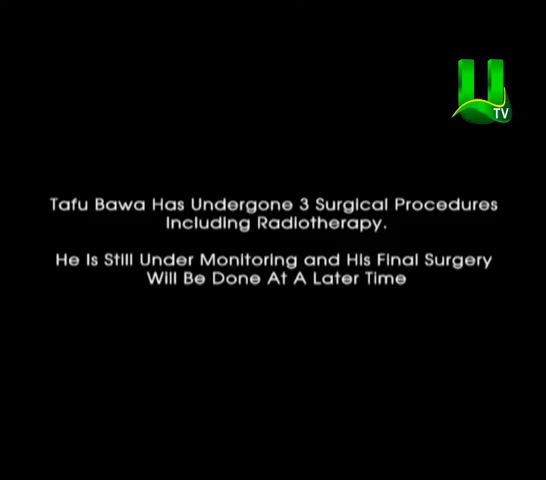 U
TV
Tafu Bawa Has Undergone 3 Surgical Procedures
Including Radiotherapy.
He Is Still Under Monitoring and His Final Surgery
Will Be Done At A Later Time